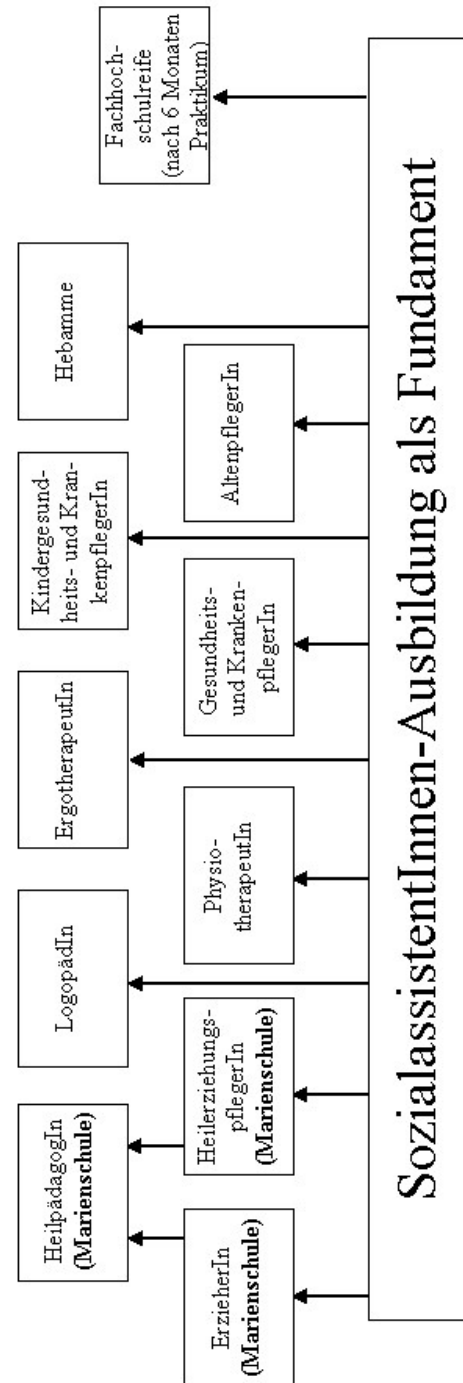 HeilpädagogIn
(Marienschule)
LogopädIn
ErgotherapeutIn
Kindergesund-
heits- und Kran-
kenpflegerIn
Hebamme
Fachhoch-
schulreife
(nach 6 Monaten
Praktikum)
ErzieherIn
(Marienschule)
Heilerziehungs-
pflegerIn
(Marienschule)
Physio-
therapeutIn
Gesundheits-
und Kranken-
pflegerIn
AltenpflegerIn
SozialassistentInnen-Ausbildung als Fundament